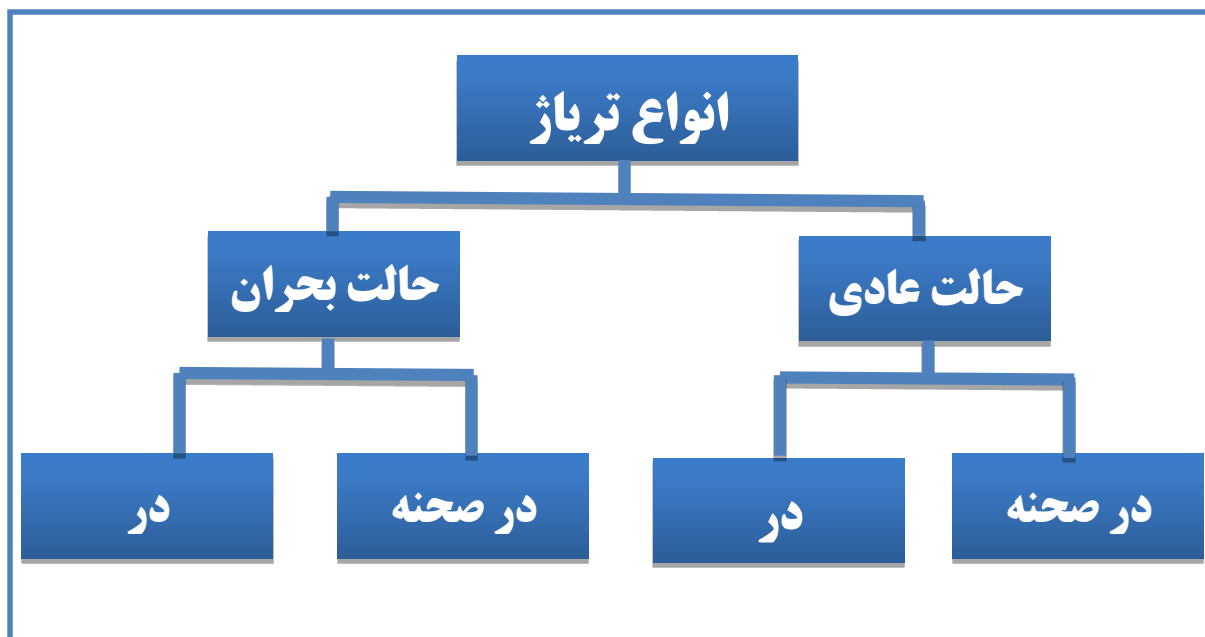 انواع تریاژ
حالت عادی
حالت بحران
در صحنه
در
در صحنه
در